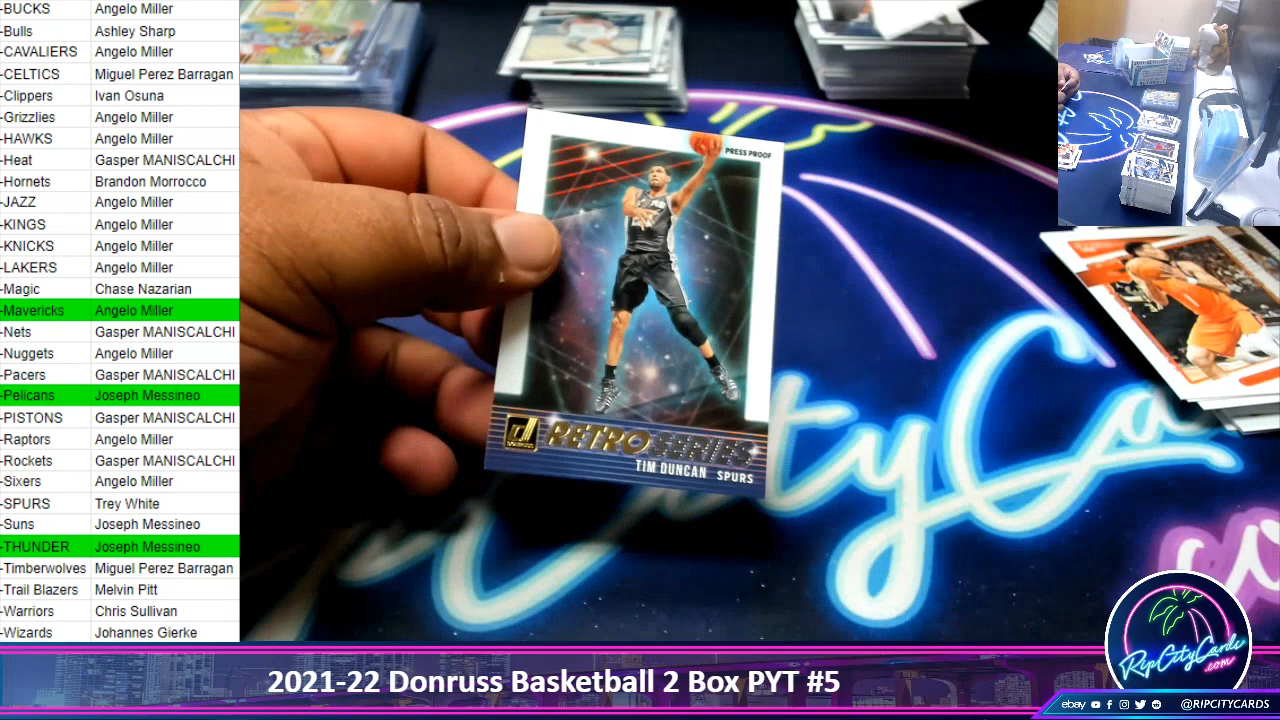 -BUCKS Angelo Miller
-Bulls Ashley Sharp
-CAVALIERS Angelo Miller
-CELTICS Miguel Perez Barragan
-Clippers Ivan Osuna
-Grizzlies Angelo Miller
-HAWKS Angelo Miller
-Heat Gasper MANISCALCHI
-Hornets Brandon Morrocco
-JAZZ Angelo Miller
-KINGS Angelo Miller
-KNICKS Angelo Miller
-LAKERS Angelo Miller
-Magic Chase Nazarian
-Mavericks Angelo Miller
-Nets Gasper MANISCALCHI
-Nuggets Angelo Miller
-Pacers Gasper MANISCALCHI
-Pelicans Joseph Messineo
-PISTONS Gasper MANISCALCHI
-Raptors Angelo Miller
-Rockets Gasper MANISCALCHI
-Sixers Angelo Miller
-SPURS Trey White
-Suns Joseph Messineo
-THUNDER Joseph Messineo
-Timberwolves Miguel Perez Barragan
-Trail Blazers Melvin Pitt
-Warriors Chris Sullivan
-Wizards Johannes Gierke
PRESS PROOF
RETRO SERIES
TIM DUNCAN SPURS
ty Ca
RipCityCards
.com
2021-22 Donruss Basketball 2 Box PYT #5
ebay @RIPCITYCARDS